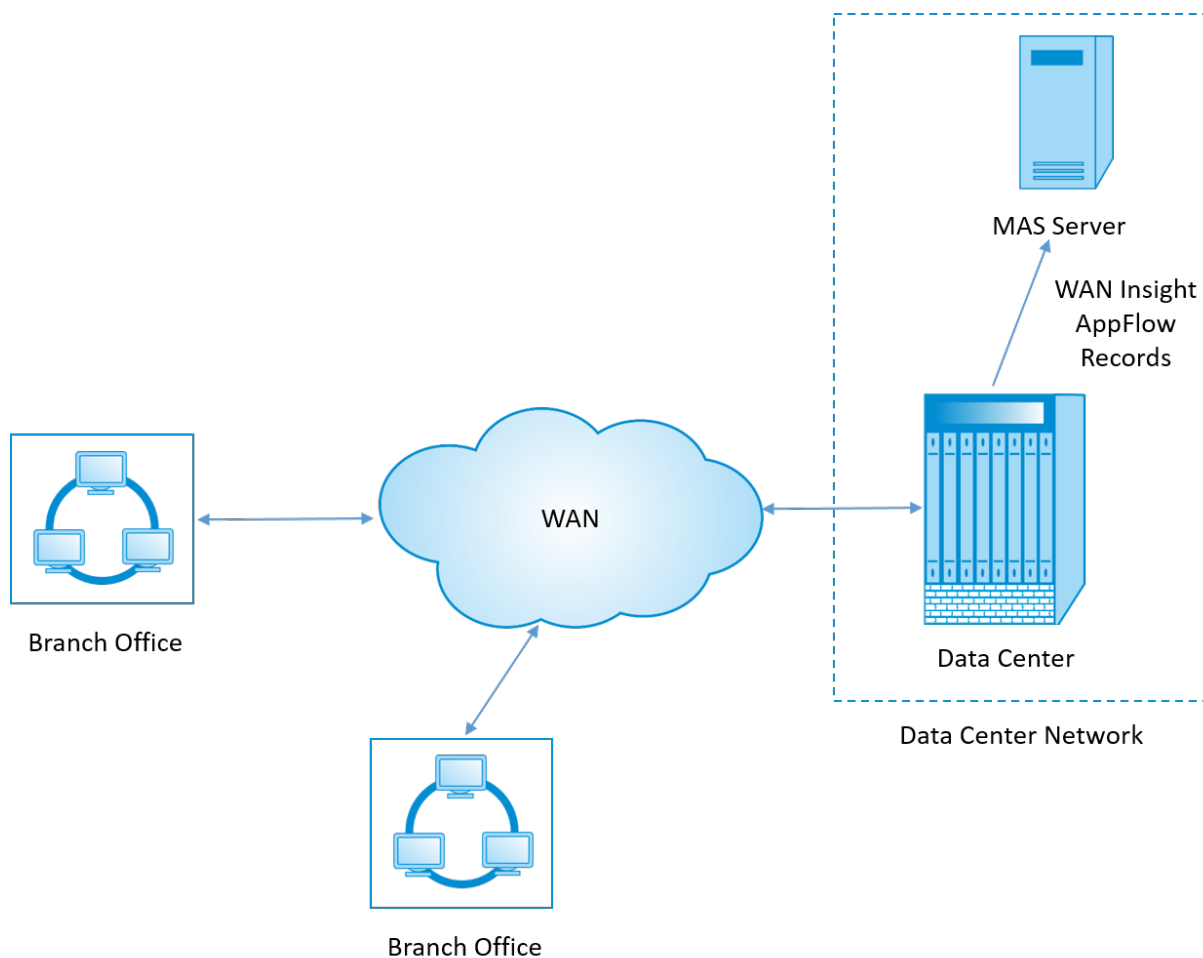 MAS Server
WAN Insight
AppFlow
Records
WAN
Branch Office
Data Center
Data Center Network
Branch Office